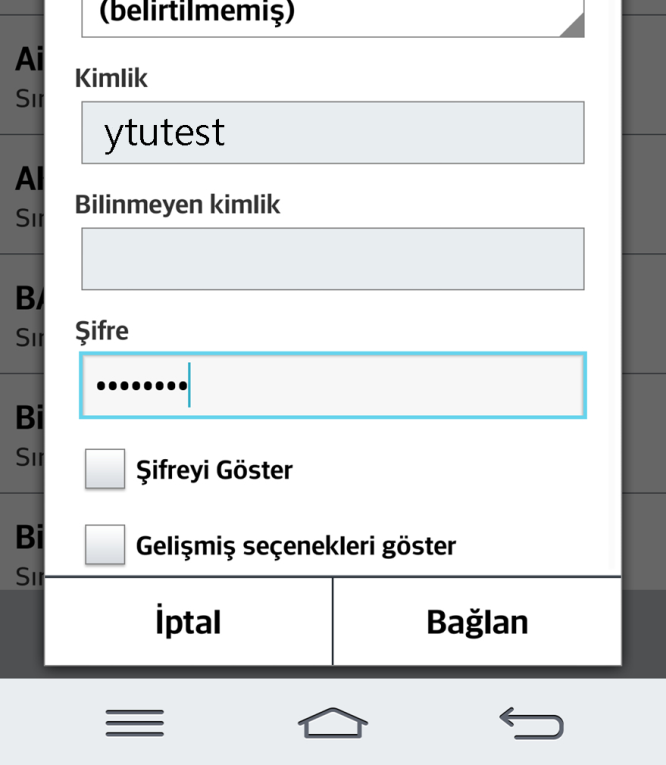 (belirtilmemiş)
Kimlik
ytutest
Bilinmeyen kimlik
Şifre
••••••••
Şifreyi Göster
Gelişmiş seçenekleri göster
İptal
Bağlan